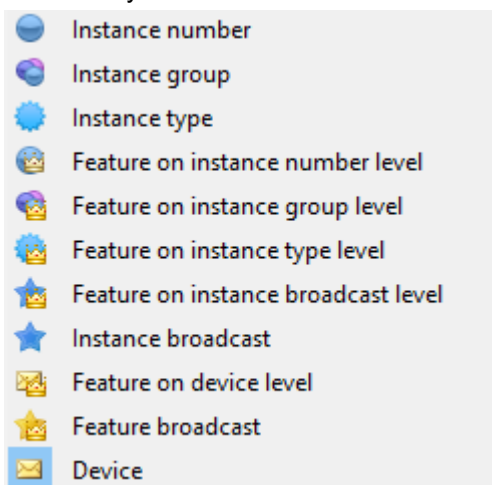 Instance number
Instance group
Instance type
Feature on instance number level
Feature on instance group level
Feature on instance type level
Feature on instance broadcast level
Instance broadcast
Feature on device level
Feature broadcast
Device